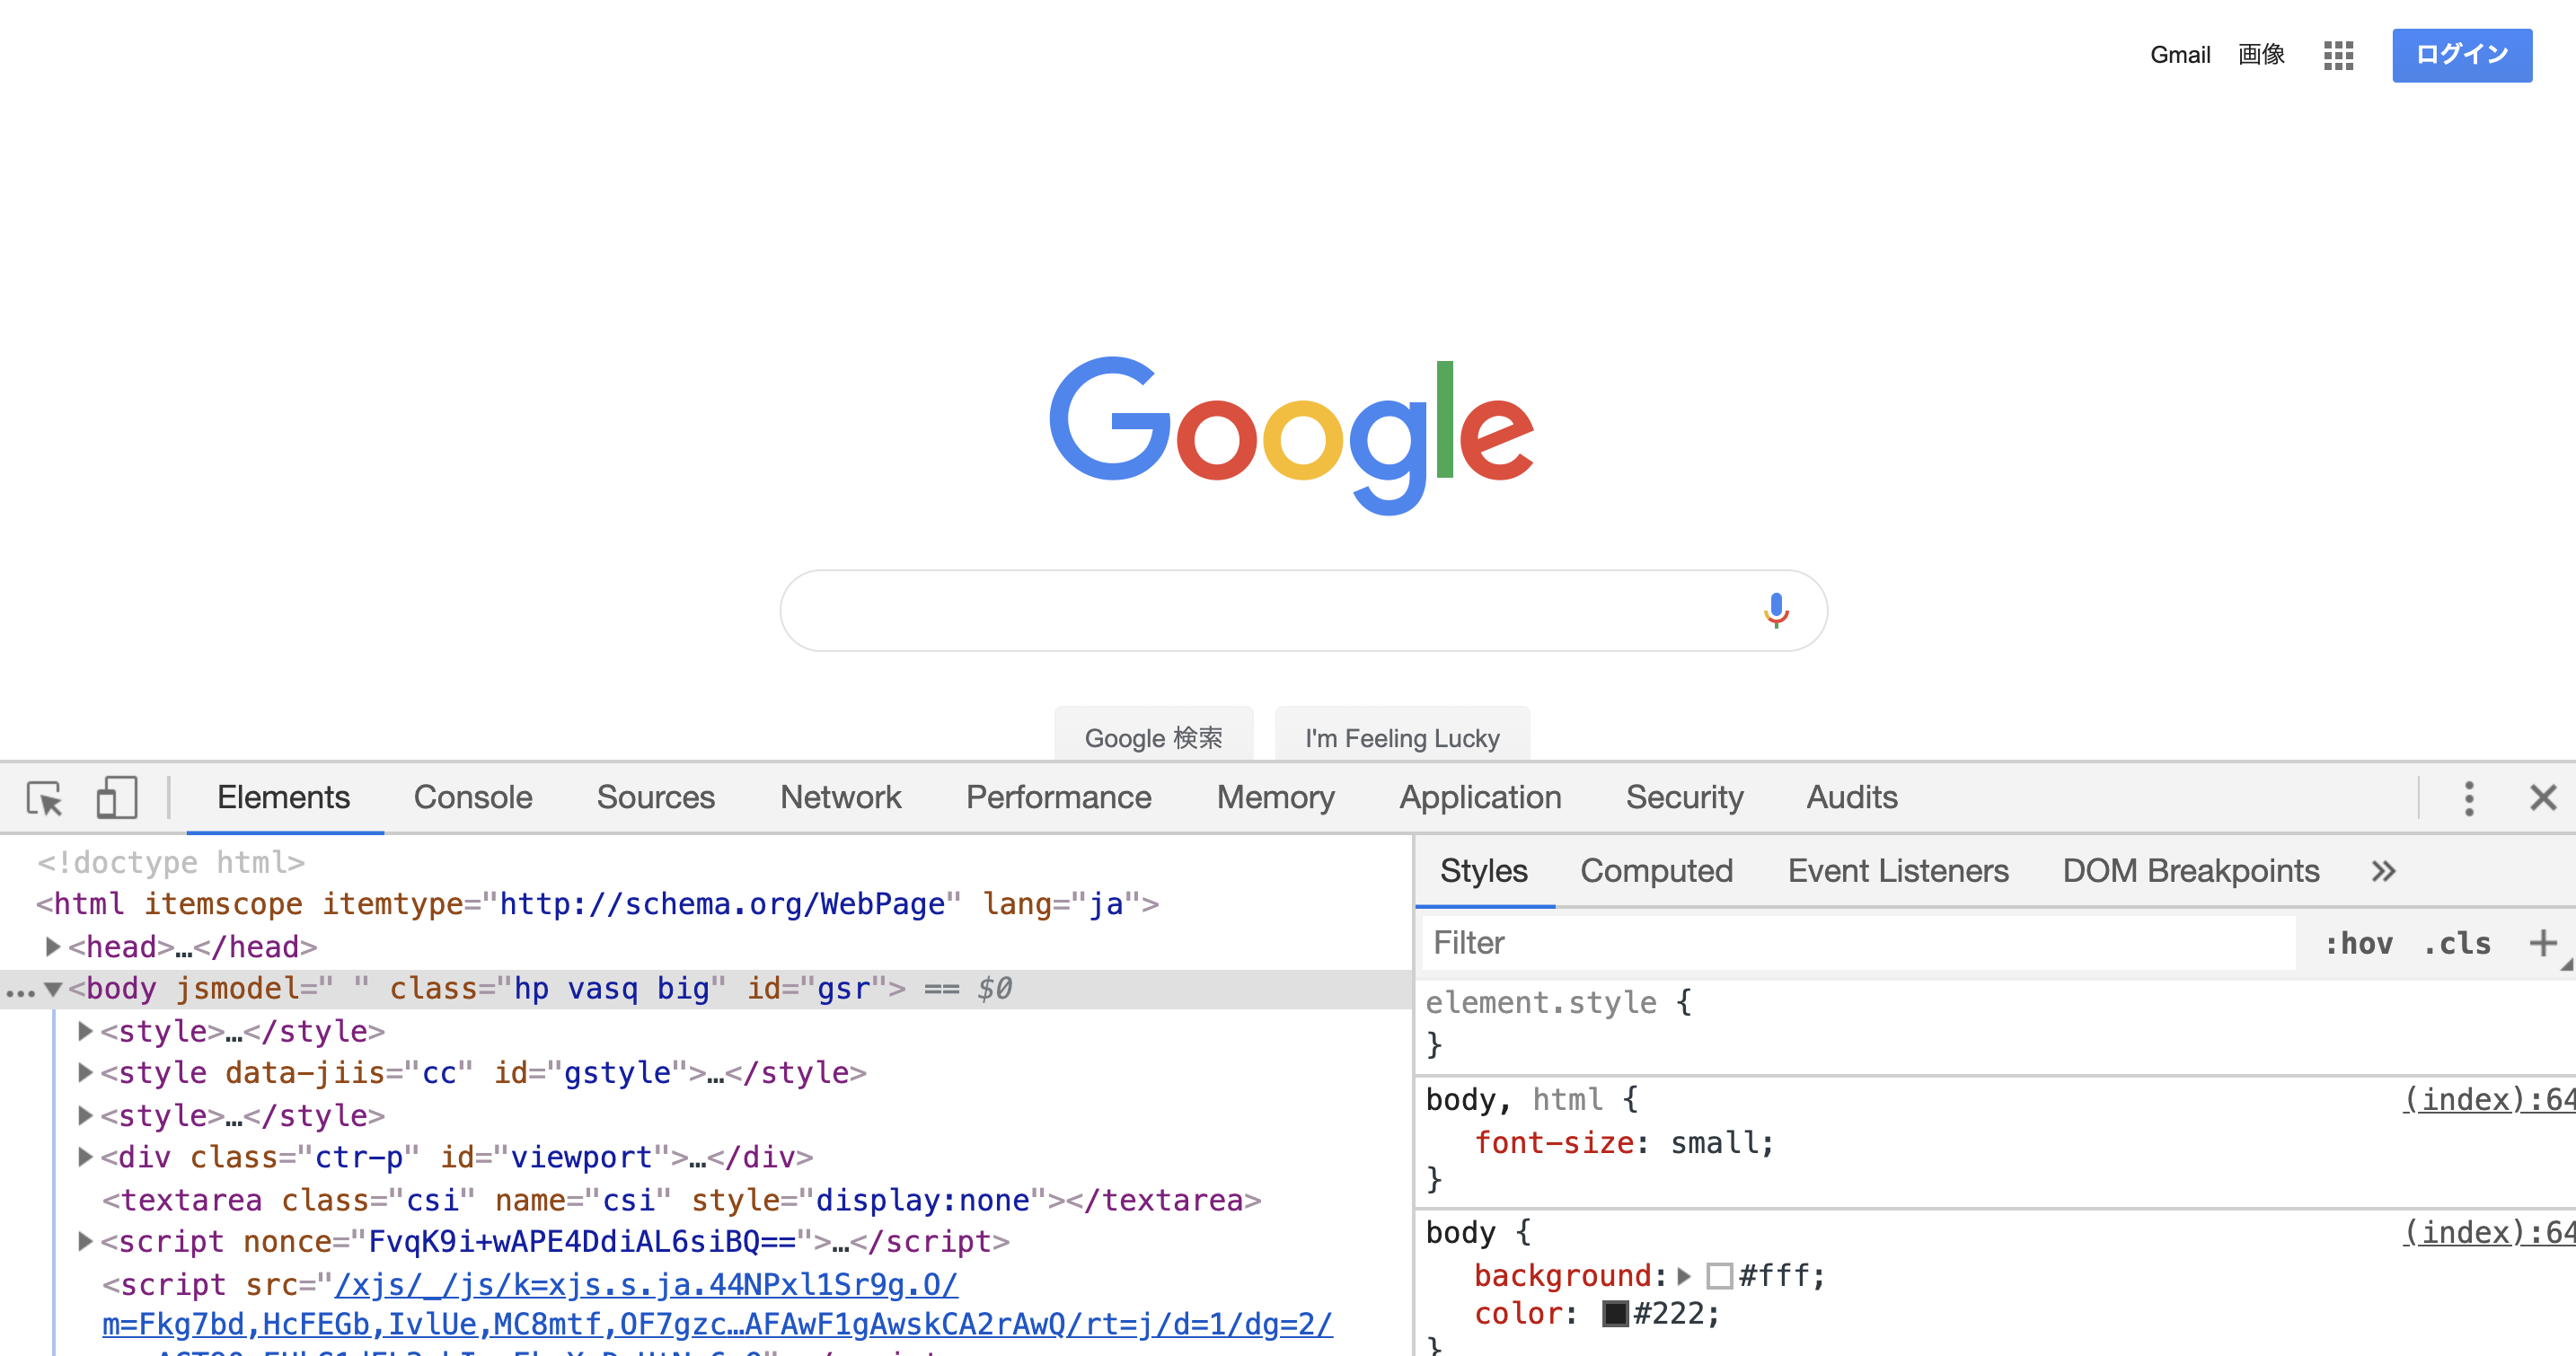 Gmail 画像 ログイン
Google
Google 検索 I'm Feeling Lucky
Elements Console Sources Network Performance Memory Application Security Audits
<!doctype html>
<html itemscope itemtype="http://schema.org/WebPage" lang="ja">
<head>…</head>
…<body jsmodel=" " class="hp vasq big" id="gsr"> == $0
<style>…</style>
<style data-jiis="cc" id="gstyle">…</style>
<style>…</style>
<div class="ctr-p" id="viewport">…</div>
<textarea class="csi" name="csi" style="display:none"></textarea>
<script nonce="FvqK9i+wAPE4DdiAL6siBQ==">…</script>
<script src="/xjs/_/js/k=xjs.s.ja.44NPxl1Sr9g.O/
m=Fkg7bd,HcFEGb,IvlUe,MC8mtf,OF7gzc…AFAwF1gAwskCA2rAwQ/rt=j/d=1/dg=2/
Styles Computed Event Listeners DOM Breakpoints »
Filter :hov .cls +
element.style {
}
body, html { (index):64
font-size: small;
}
body { (index):64
background: #fff;
color: #222;
}